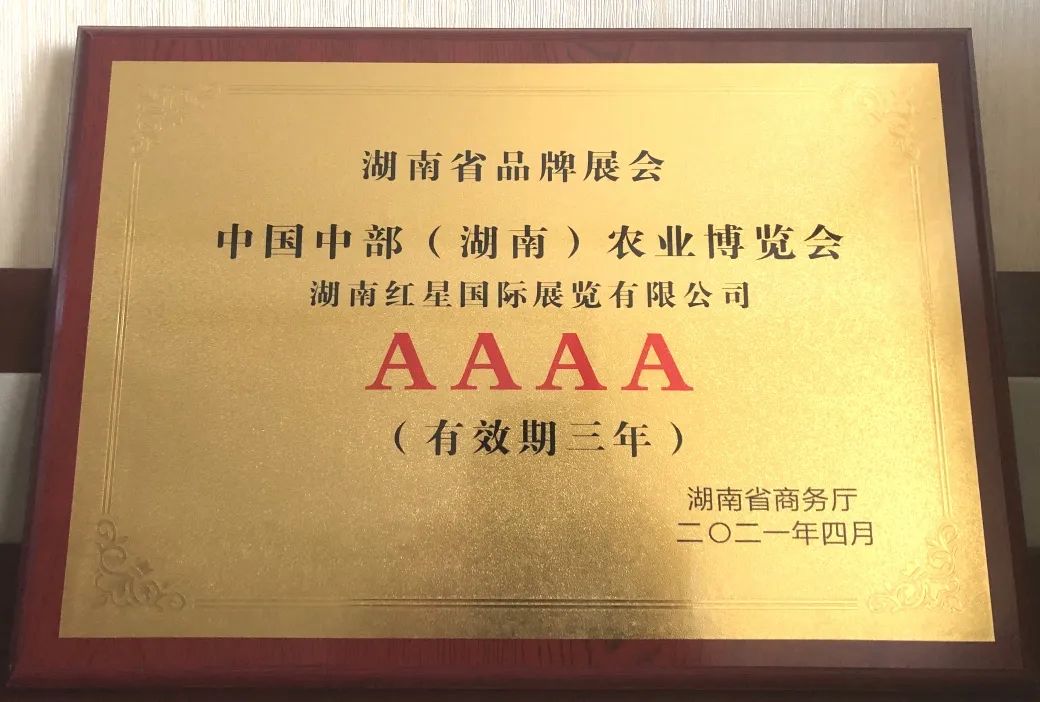 湖南省品牌展会
中国中部（湖南）农业博览会
湖南红星国际展览有限公司
AAAA
（有效期三年）
湖南省商务厅
二〇二一年四月